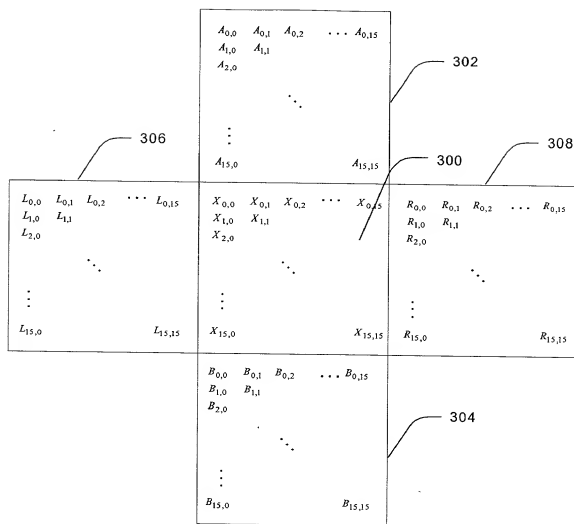 A0,0 A0,1 A0,2 ··· A0,15
A1,0 A1,1
A2,0
302
A15,0 A15,15
306
300
308
L0,0 L0,1 L0,2 ··· L0,15
L1,0 L1,1
L2,0
L15,0 L15,15
X0,0 X0,1 X0,2 ··· X0,15
X1,0 X1,1
X2,0
X15,0 X15,15
R0,0 R0,1 R0,2 ··· R0,15
R1,0 R1,1
R2,0
R15,0 R15,15
B0,0 B0,1 B0,2 ··· B0,15
B1,0 B1,1
B2,0
304
B15,0 B15,15